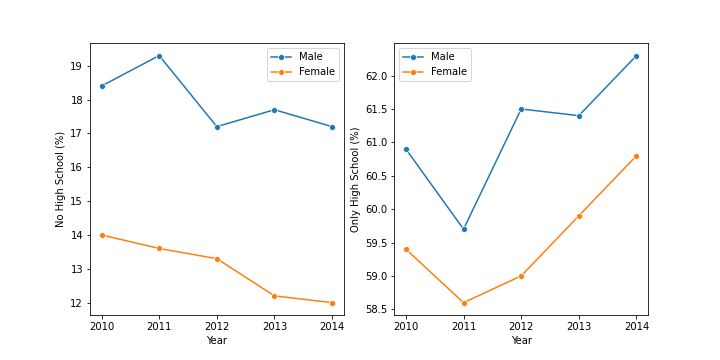 No High School (%)
19
18
17
16
15
14
13
12
2010 2011 2012 2013 2014
Year
Male
Female
Only High School (%)
62.0
61.5
61.0
60.5
60.0
59.5
59.0
58.5
2010 2011 2012 2013 2014
Year
Male
Female